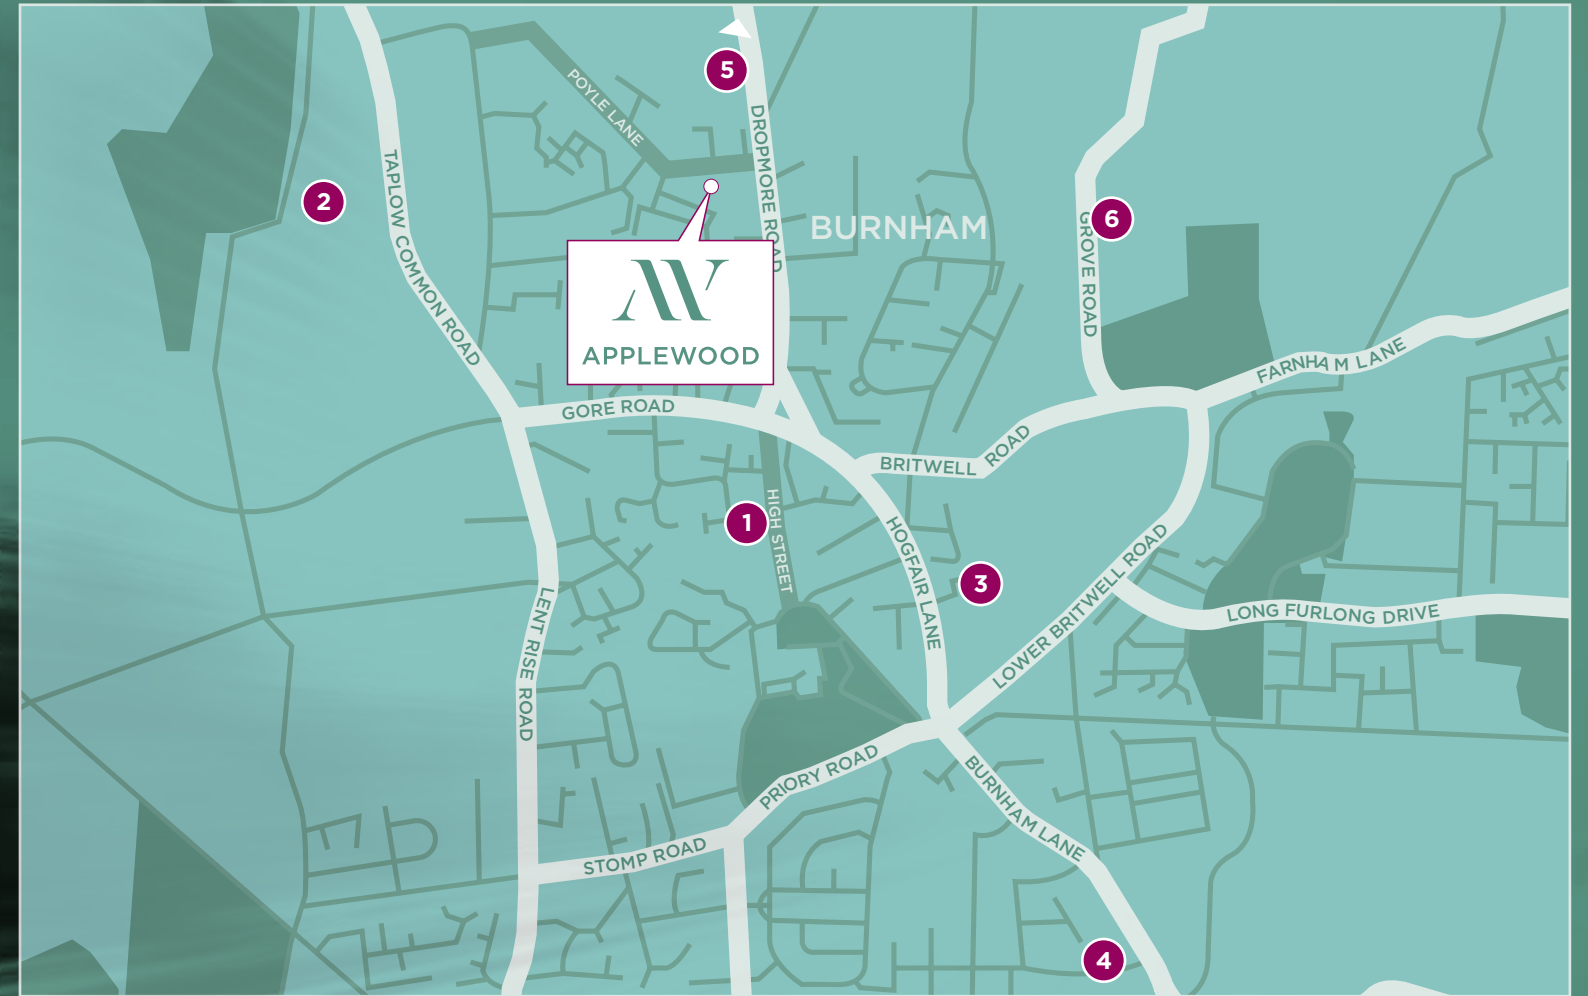 5
POYLE LANE
DROPMORE ROAD
TAPLOW COMMON ROAD
2
BURNHAM
6
GROVE ROAD
AW
APPLEWOOD
FARNHAM LANE
GORE ROAD
BRITWELL ROAD
HIGH STREET
1
HOGFAIR LANE
3
LOWER BRITWELL ROAD
LONG FURLONG DRIVE
LENT RISE ROAD
PRIORY ROAD
BURNHAM LANE
STOMP ROAD
4